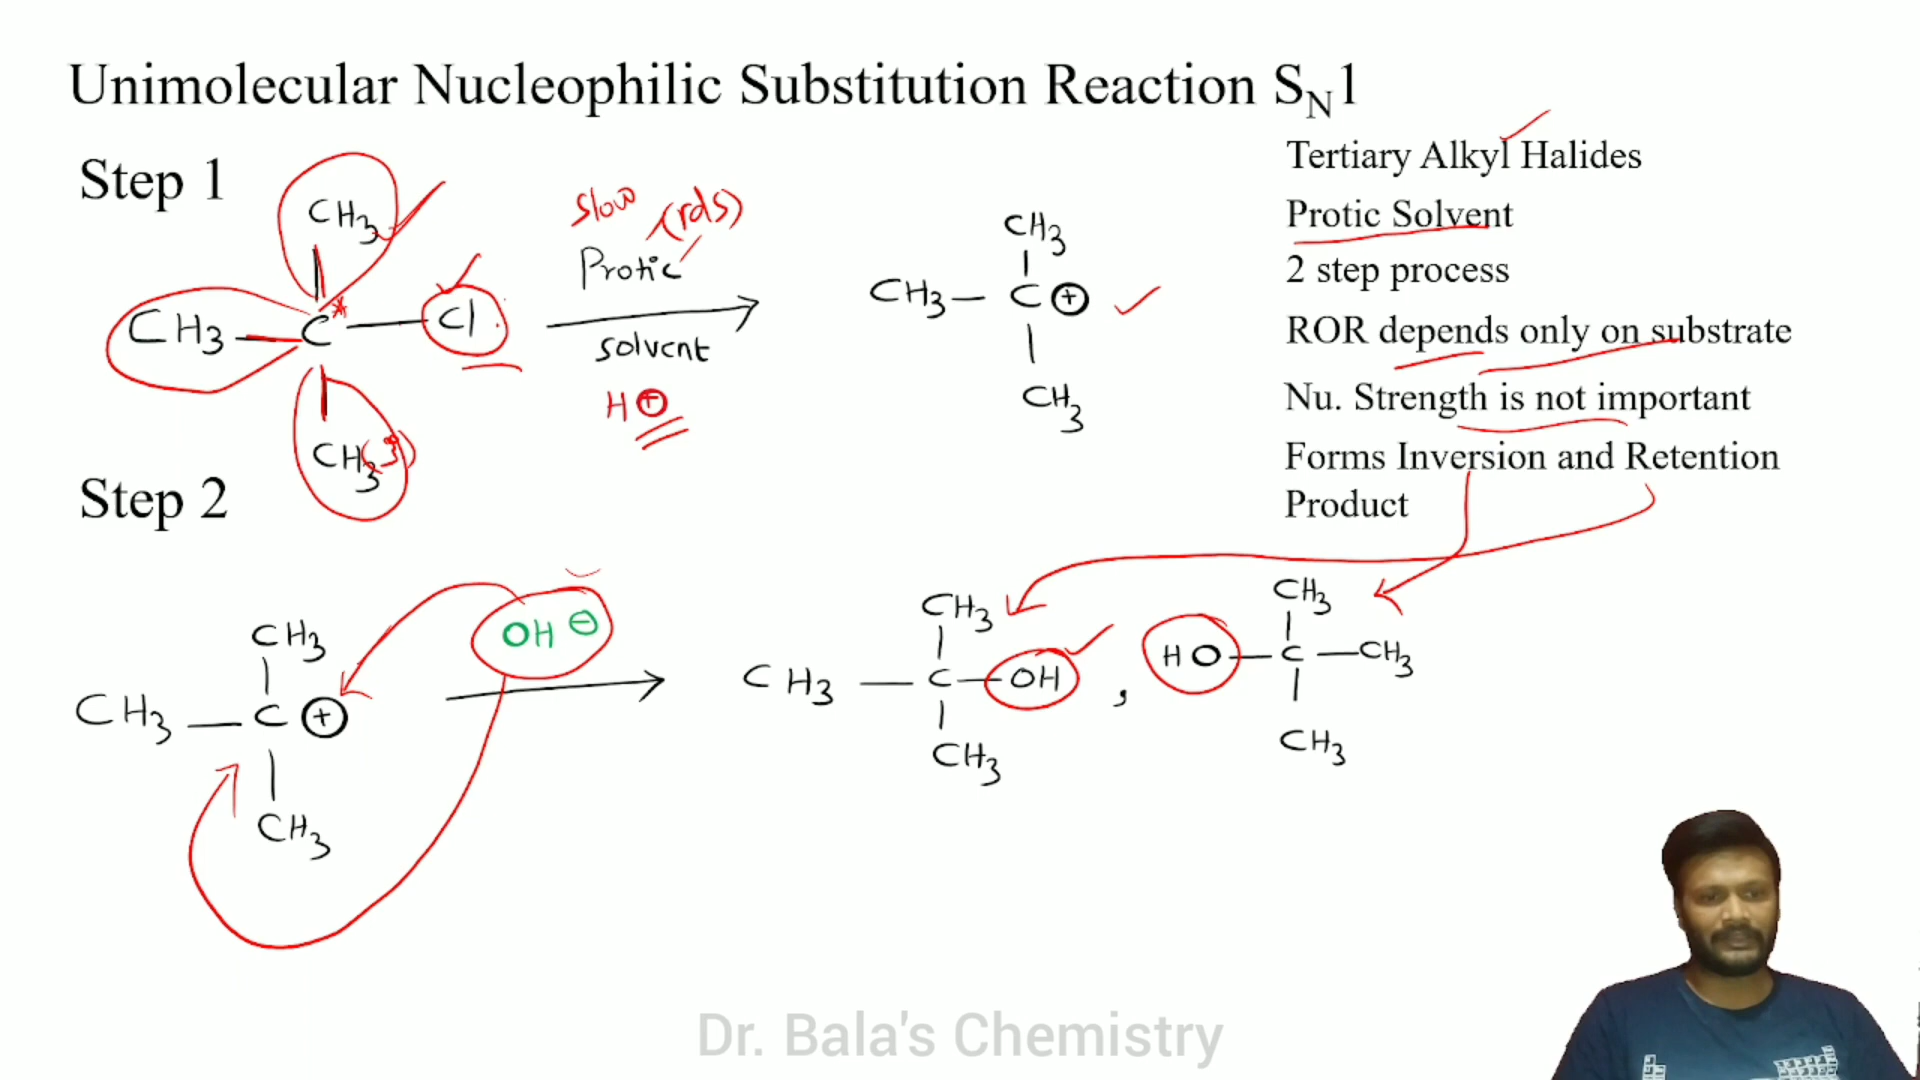 Unimolecular Nucleophilic Substitution Reaction SN1
Step 1
CH3
CH3 — C* — Cl
CH3 (3°)
Slow (rds)
Protic
solvent
H⊕
CH3
CH3 — C⊕
CH3
Tertiary Alkyl Halides
Protic Solvent
2 step process
ROR depends only on substrate
Nu. Strength is not important
Forms Inversion and Retention
Product
Step 2
CH3
CH3 — C⊕
CH3
OH⊖
CH3
CH3 — C — OH ,
CH3
CH3
HO — C — CH3
CH3
Dr. Bala's Chemistry